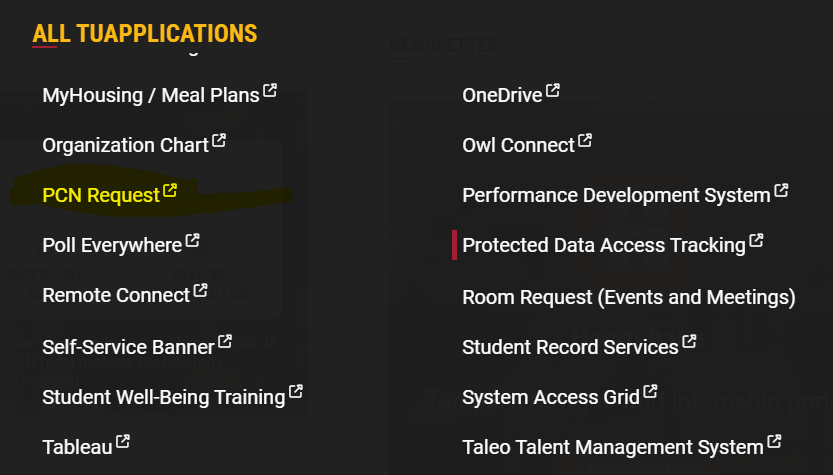 ALL TUAPPLICATIONS
NEWSLETTER
MyHousing / Meal Plans
OneDrive
Organization Chart
Owl Connect
PCN Request
Performance Development System
Poll Everywhere
Protected Data Access Tracking
Remote Connect
Room Request (Events and Meetings)
Self-Service Banner
Student Record Services
Student Well-Being Training
System Access Grid
Tableau
Taleo Talent Management System